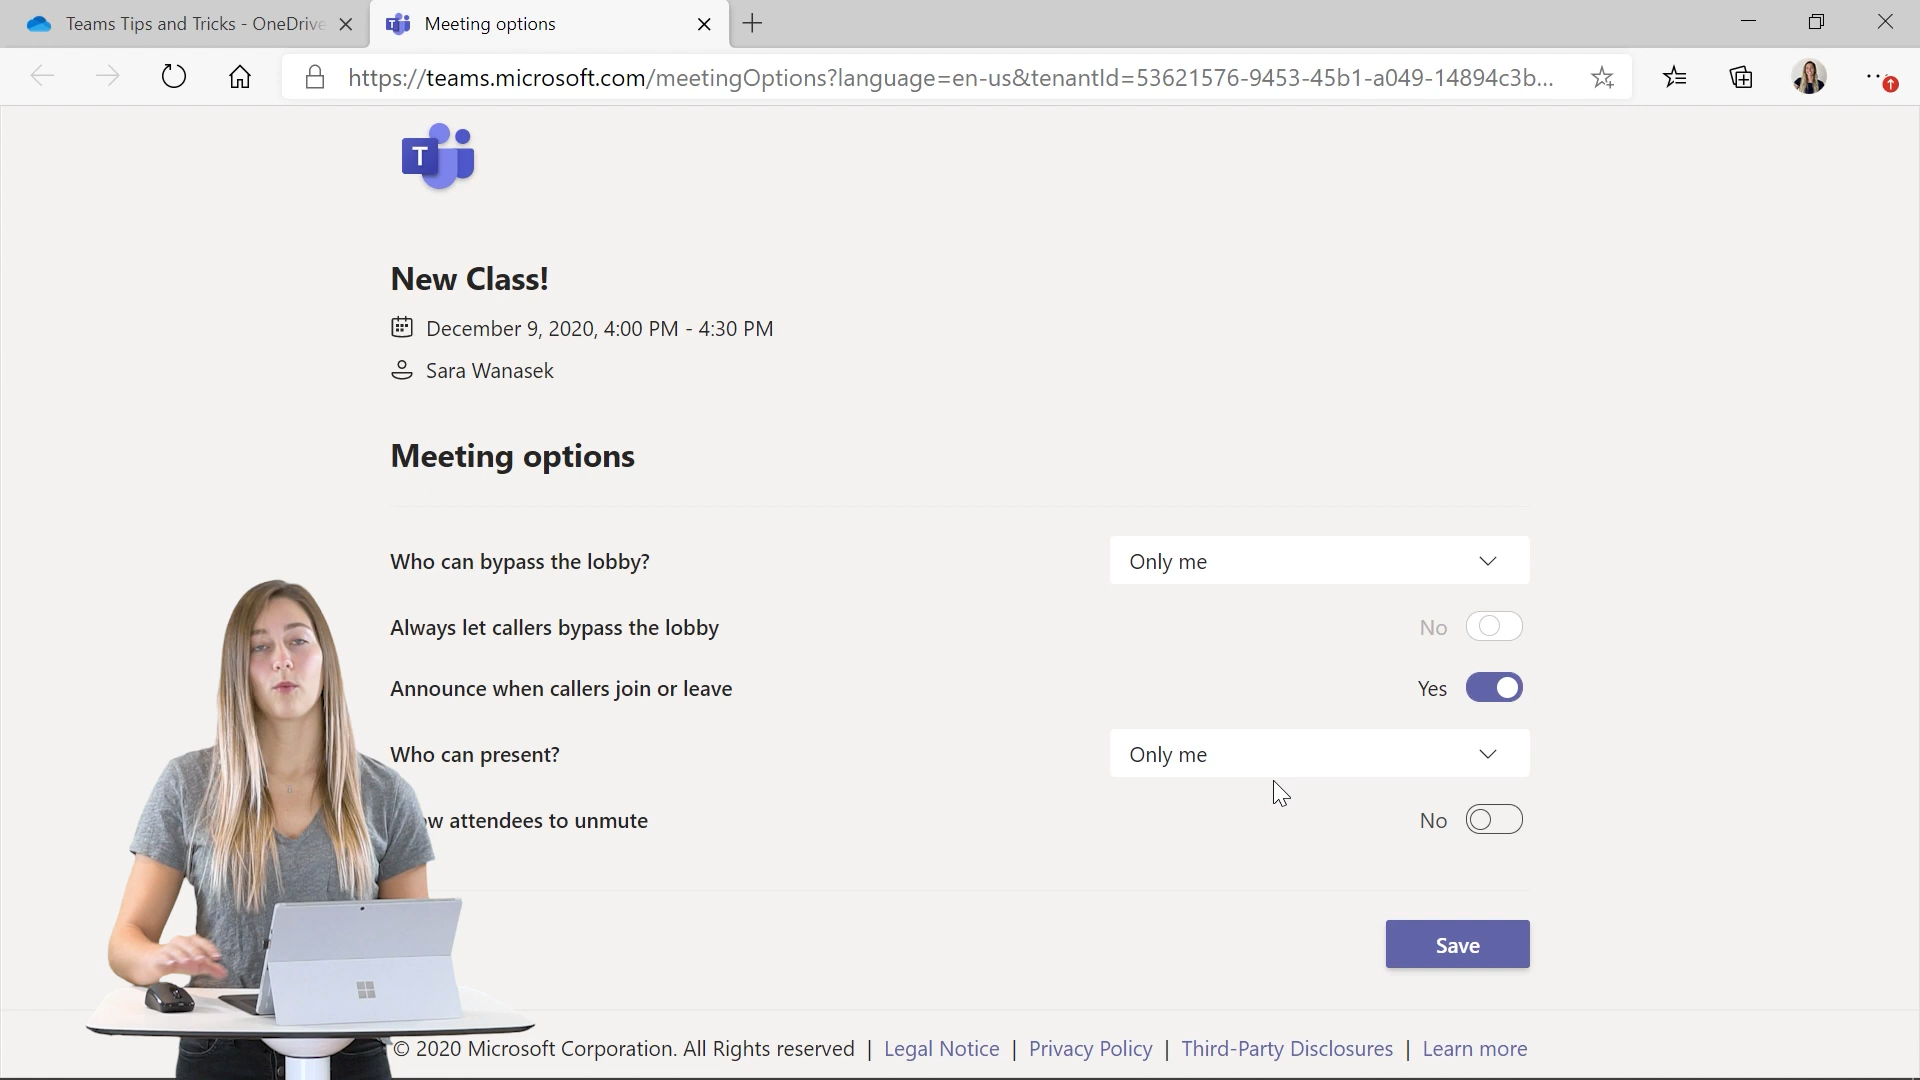 Teams Tips and Tricks - OneDrive
Meeting options
https://teams.microsoft.com/meetingOptions?language=en-us&tenantId=53621576-9453-45b1-a049-14894c3b...
T
New Class!
December 9, 2020, 4:00 PM - 4:30 PM
Sara Wanasek
Meeting options
Who can bypass the lobby? Only me
Always let callers bypass the lobby No
Announce when callers join or leave Yes
Who can present? Only me
attendees to unmute No
Save
© 2020 Microsoft Corporation. All Rights reserved | Legal Notice | Privacy Policy | Third-Party Disclosures | Learn more